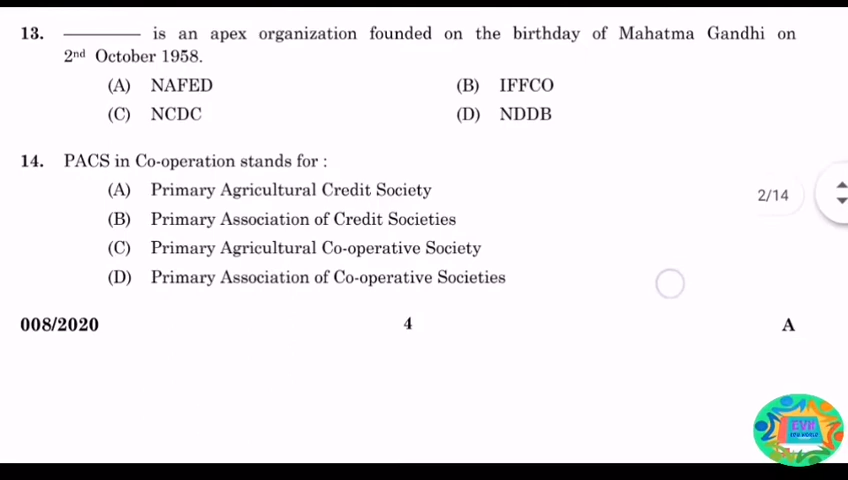 13. ________ is an apex organization founded on the birthday of Mahatma Gandhi on
2nd October 1958.
(A) NAFED (B) IFFCO
(C) NCDC (D) NDDB
14. PACS in Co-operation stands for :
(A) Primary Agricultural Credit Society
2/14
(B) Primary Association of Credit Societies
(C) Primary Agricultural Co-operative Society
(D) Primary Association of Co-operative Societies
008/2020 4 A